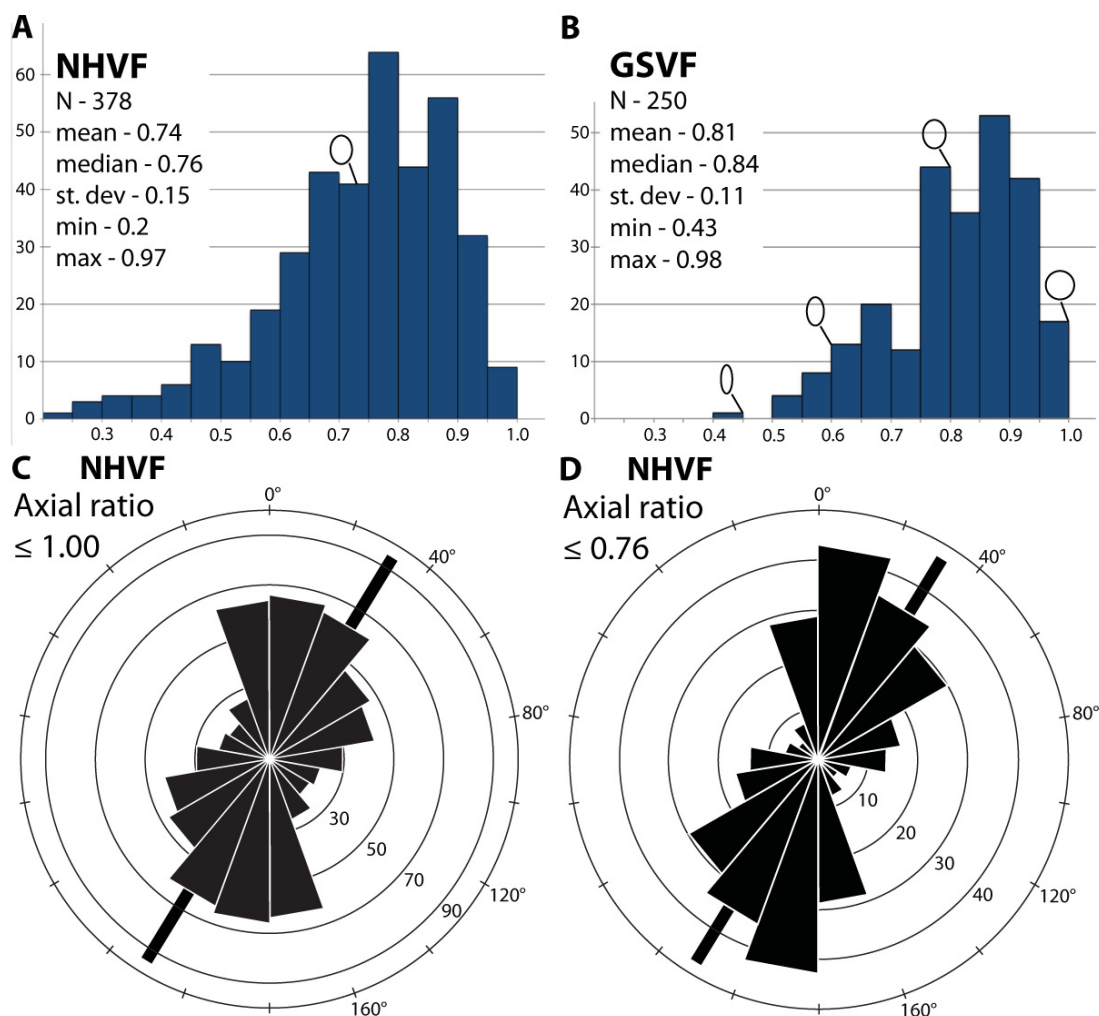 A
NHVF
N - 378
mean - 0.74
median - 0.76
st. dev - 0.15
min - 0.2
max - 0.97
60
50
40
30
20
10
0
0.3 0.4 0.5 0.6 0.7 0.8 0.9 1.0
B
GSVF
N - 250
mean - 0.81
median - 0.84
st. dev - 0.11
min - 0.43
max - 0.98
50
40
30
20
10
0
0.3 0.4 0.5 0.6 0.7 0.8 0.9 1.0
C NHVF
Axial ratio
≤ 1.00
0°
40°
80°
120°
160°
30
50
70
90
D NHVF
Axial ratio
≤ 0.76
0°
40°
80°
120°
160°
10
20
30
40